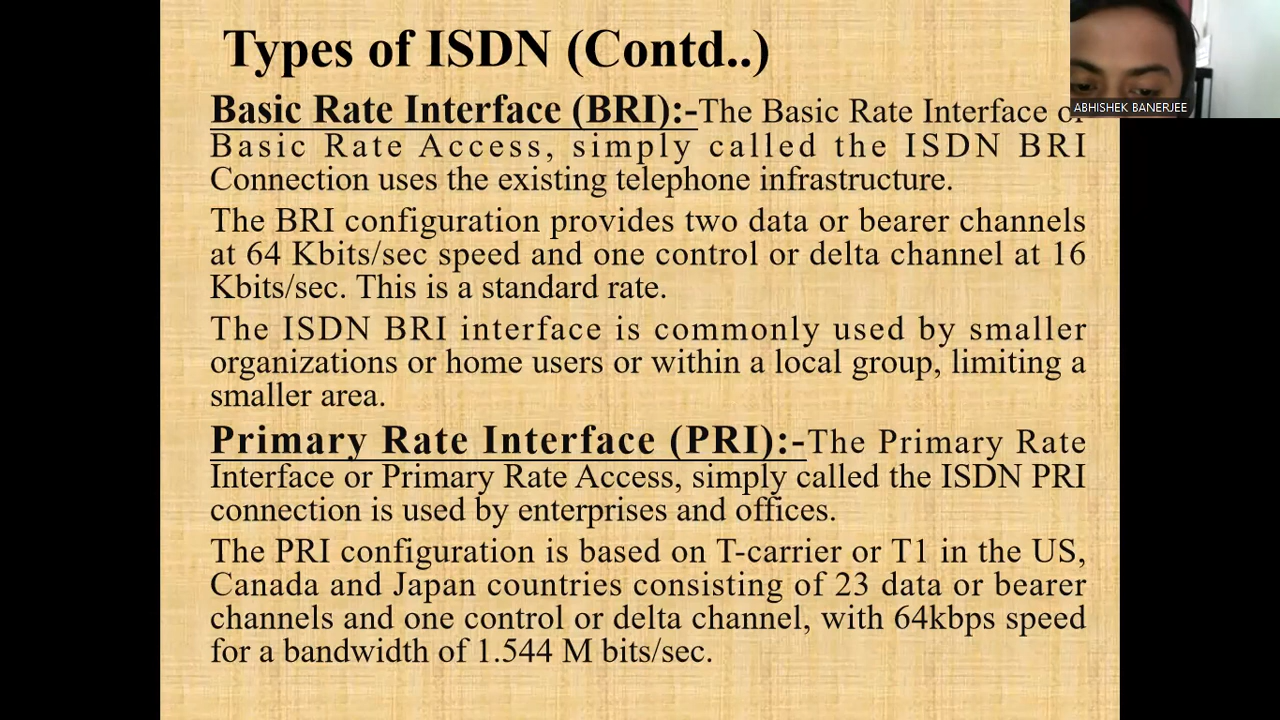 Types of ISDN (Contd..)
ABHISHEK BANERJEE
Basic Rate Interface (BRI):-The Basic Rate Interface or
Basic Rate Access, simply called the ISDN BRI
Connection uses the existing telephone infrastructure.
The BRI configuration provides two data or bearer channels
at 64 Kbits/sec speed and one control or delta channel at 16
Kbits/sec. This is a standard rate.
The ISDN BRI interface is commonly used by smaller
organizations or home users or within a local group, limiting a
smaller area.
Primary Rate Interface (PRI):-The Primary Rate
Interface or Primary Rate Access, simply called the ISDN PRI
connection is used by enterprises and offices.
The PRI configuration is based on T-carrier or T1 in the US,
Canada and Japan countries consisting of 23 data or bearer
channels and one control or delta channel, with 64kbps speed
for a bandwidth of 1.544 M bits/sec.